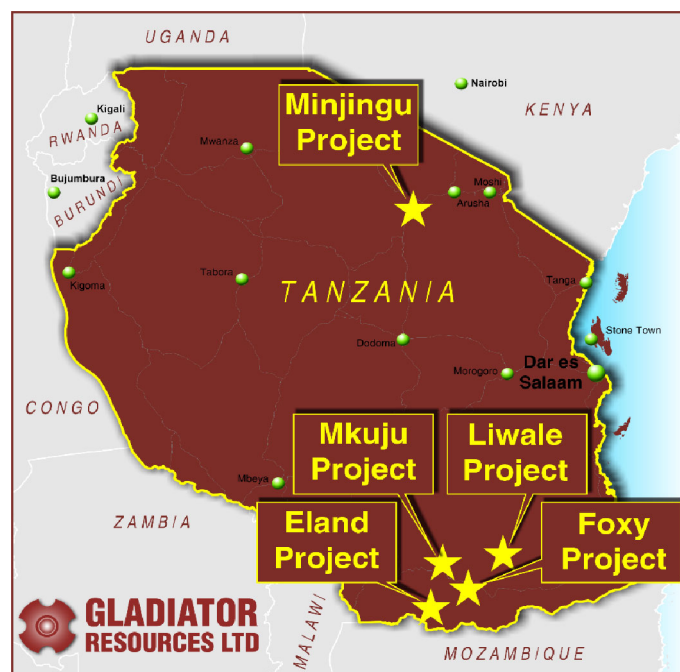 UGANDA
Nairobi
Minjingu
Project
KENYA
Kigali
RWANDA
Mwanza
Bujumbura
BURUNDI
Moshi
Arusha
Kigoma
Tabora
TANZANIA
Tanga
Stone Town
Dodoma
Dar es
Salaam
Morogoro
CONGO
Mkuju
Project
Liwale
Project
Mbeya
ZAMBIA
Eland
Project
Foxy
Project
GLADIATOR
RESOURCES LTD
MALAWI
MOZAMBIQUE